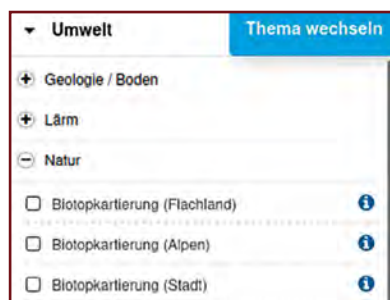 Umwelt Thema wechseln
Geologie / Boden
Lärm
Natur
Biotopkartierung (Flachland)
Biotopkartierung (Alpen)
Biotopkartierung (Stadt)